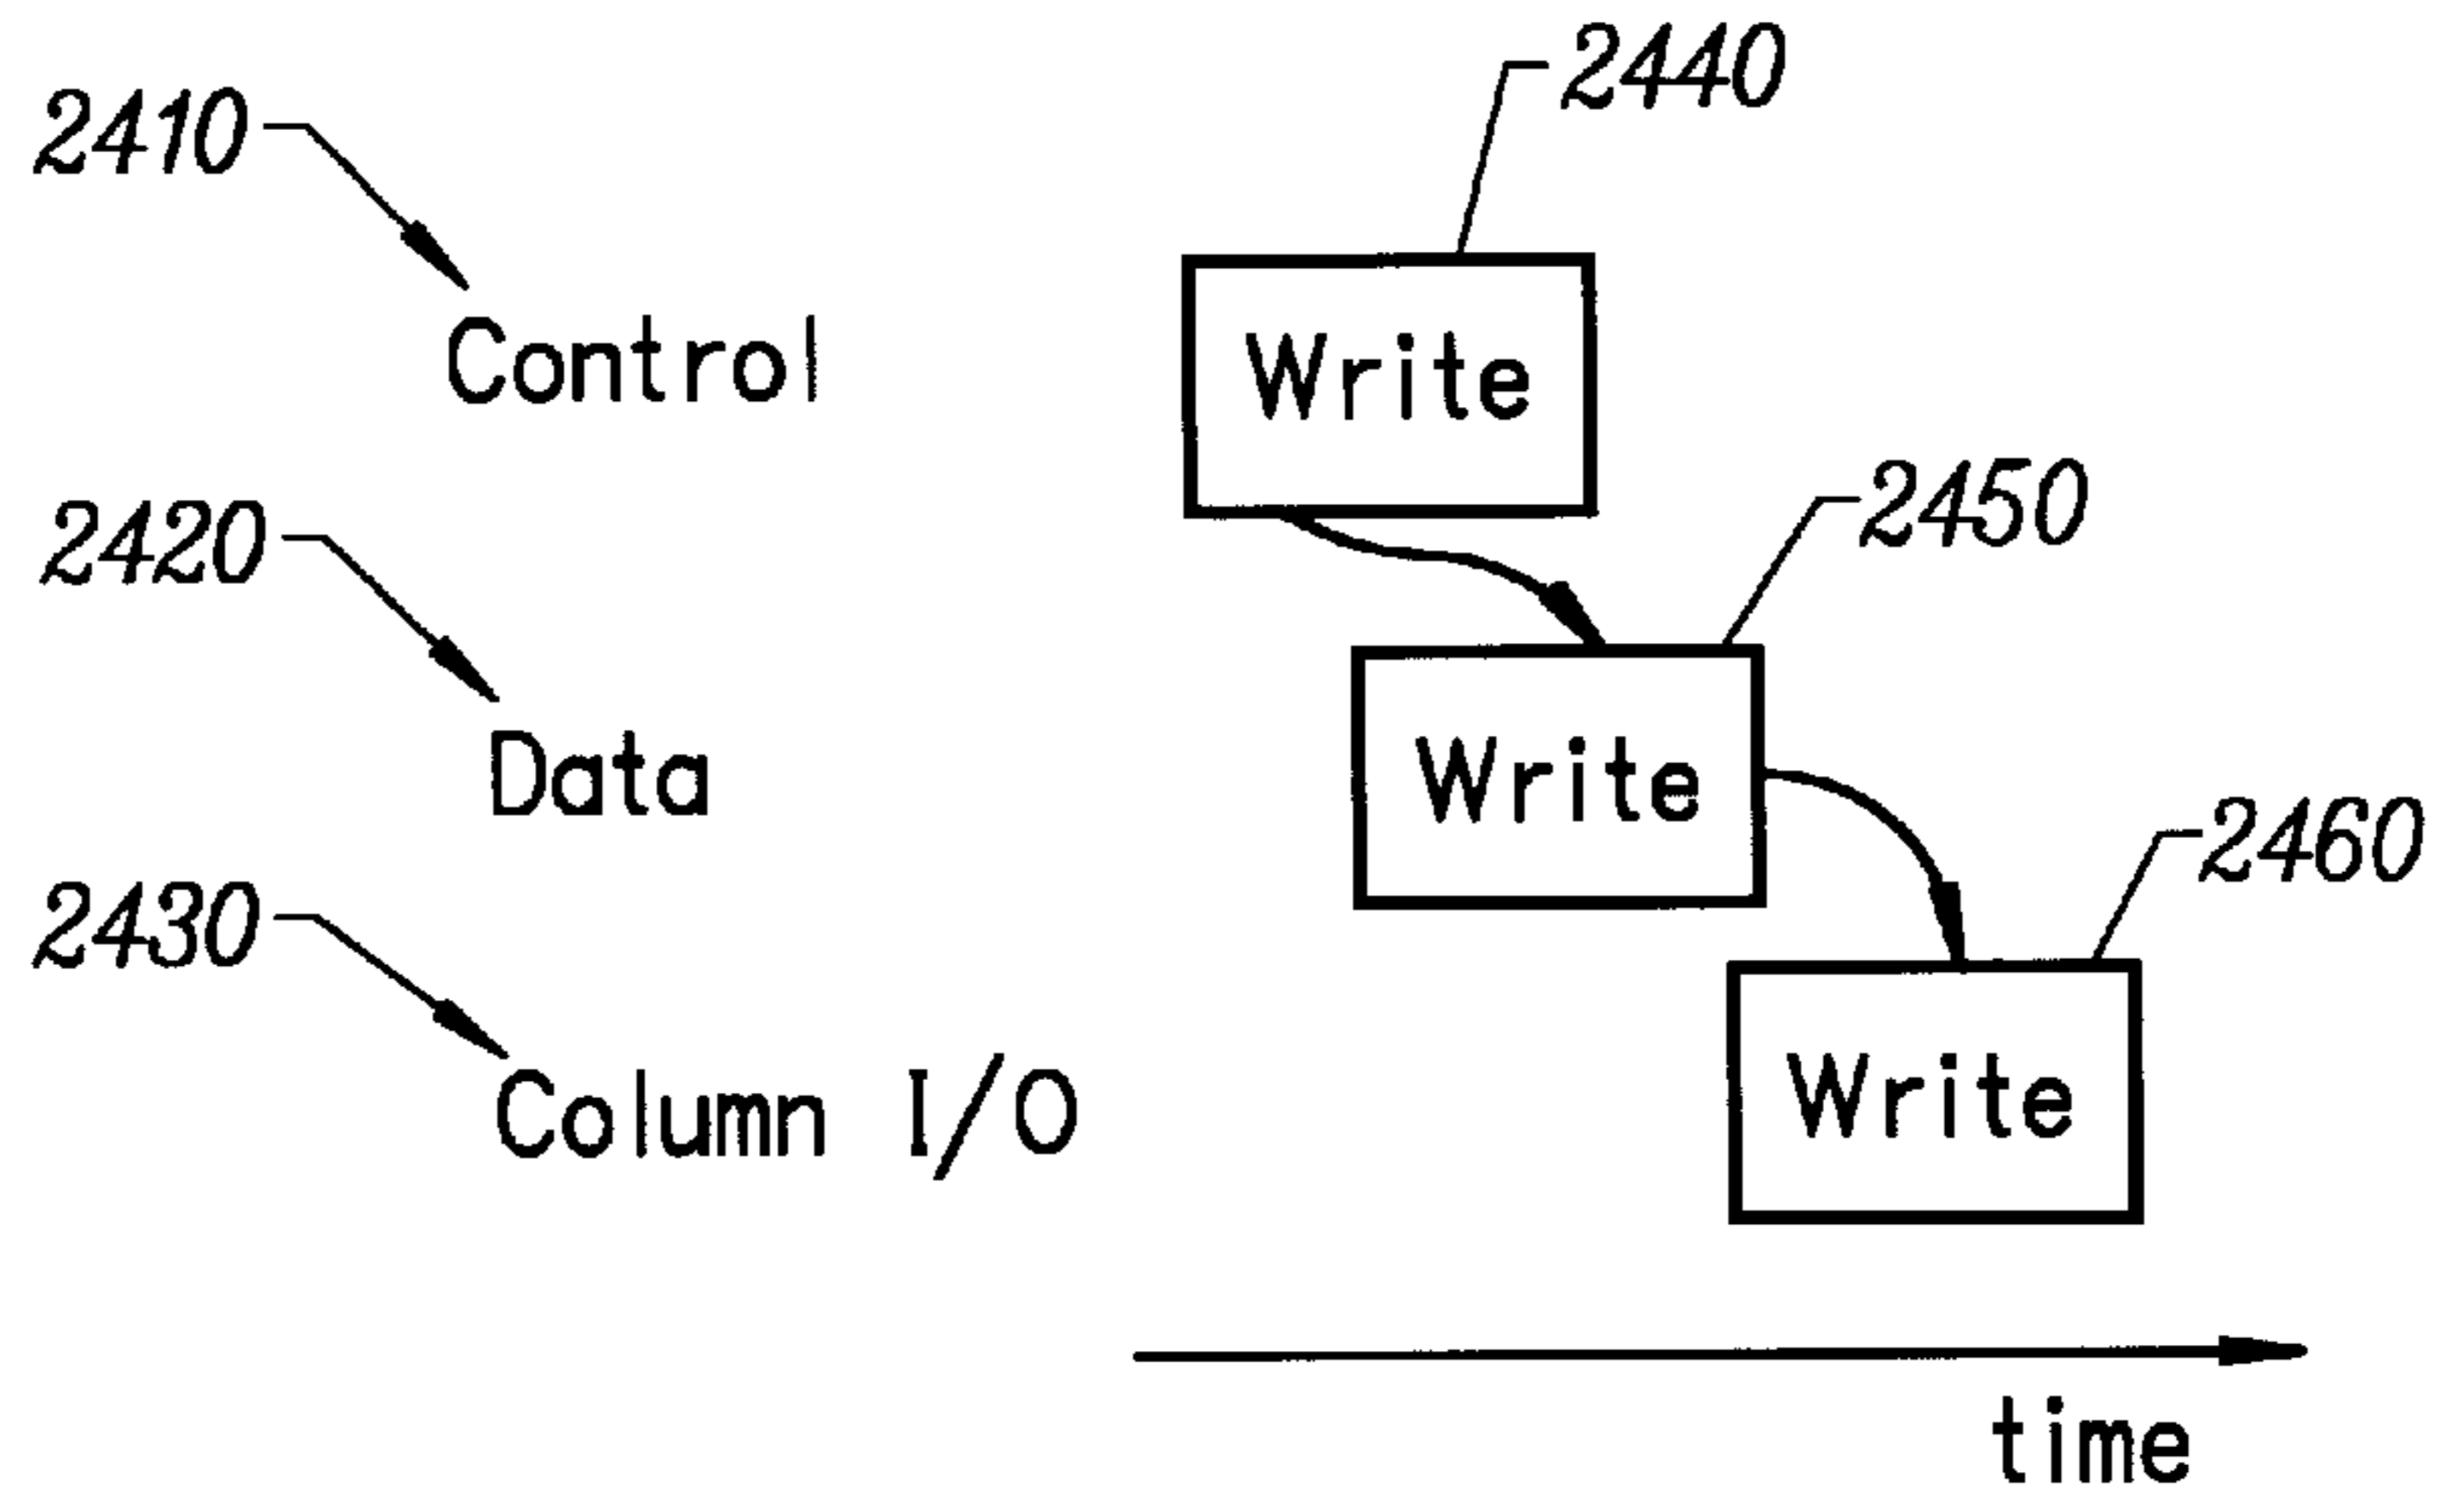 2440
2410
Control
Write
2450
2420
Data
Write
2460
2430
Column I/O
Write
time